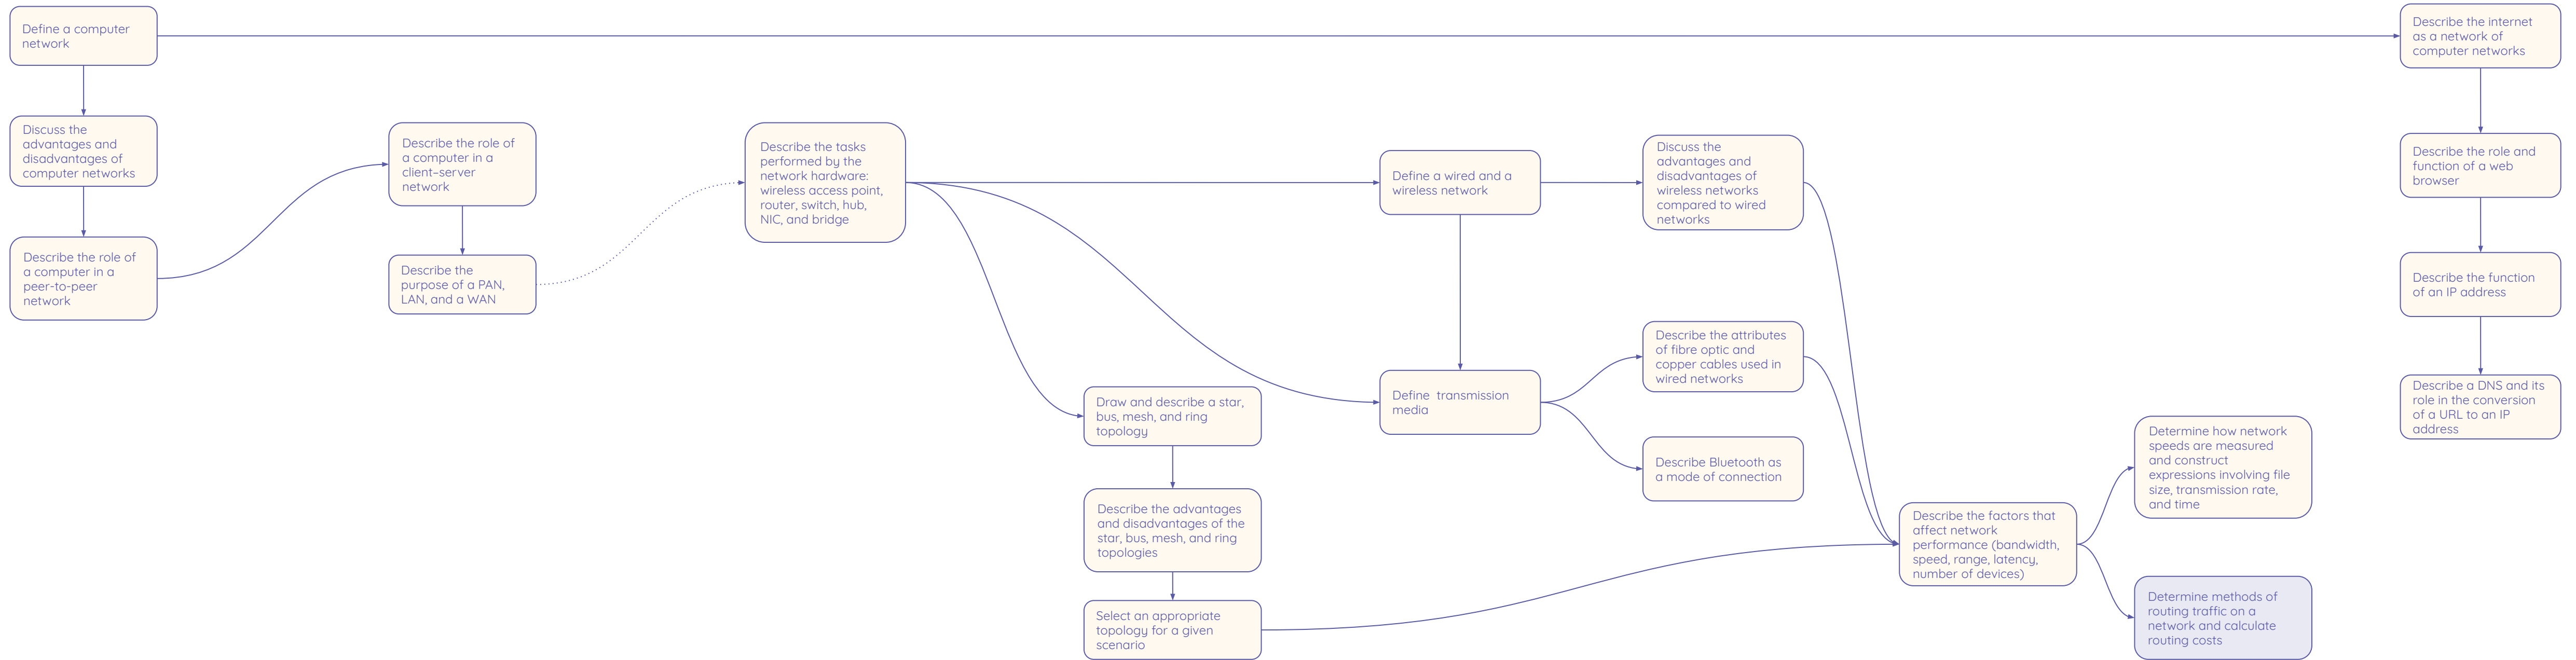 Define a computer
network
Discuss the
advantages and
disadvantages of
computer networks
Describe the role of
a computer in a
peer-to-peer
network
Describe the role of
a computer in a
client–server
network
Describe the
purpose of a PAN,
LAN, and a WAN
Describe the tasks
performed by the
network hardware:
wireless access point,
router, switch, hub,
NIC, and bridge
Draw and describe a star,
bus, mesh, and ring
topology
Describe the advantages
and disadvantages of the
star, bus, mesh, and ring
topologies
Select an appropriate
topology for a given
scenario
Define a wired and a
wireless network
Define  transmission
media
Discuss the
advantages and
disadvantages of
wireless networks
compared to wired
networks
Describe the attributes
of fibre optic and
copper cables used in
wired networks
Describe Bluetooth as
a mode of connection
Describe the factors that
affect network
performance (bandwidth,
speed, range, latency,
number of devices)
Determine how network
speeds are measured
and construct
expressions involving file
size, transmission rate,
and time
Determine methods of
routing traffic on a
network and calculate
routing costs
Describe the internet
as a network of
computer networks
Describe the role and
function of a web
browser
Describe the function
of an IP address
Describe a DNS and its
role in the conversion
of a URL to an IP
address